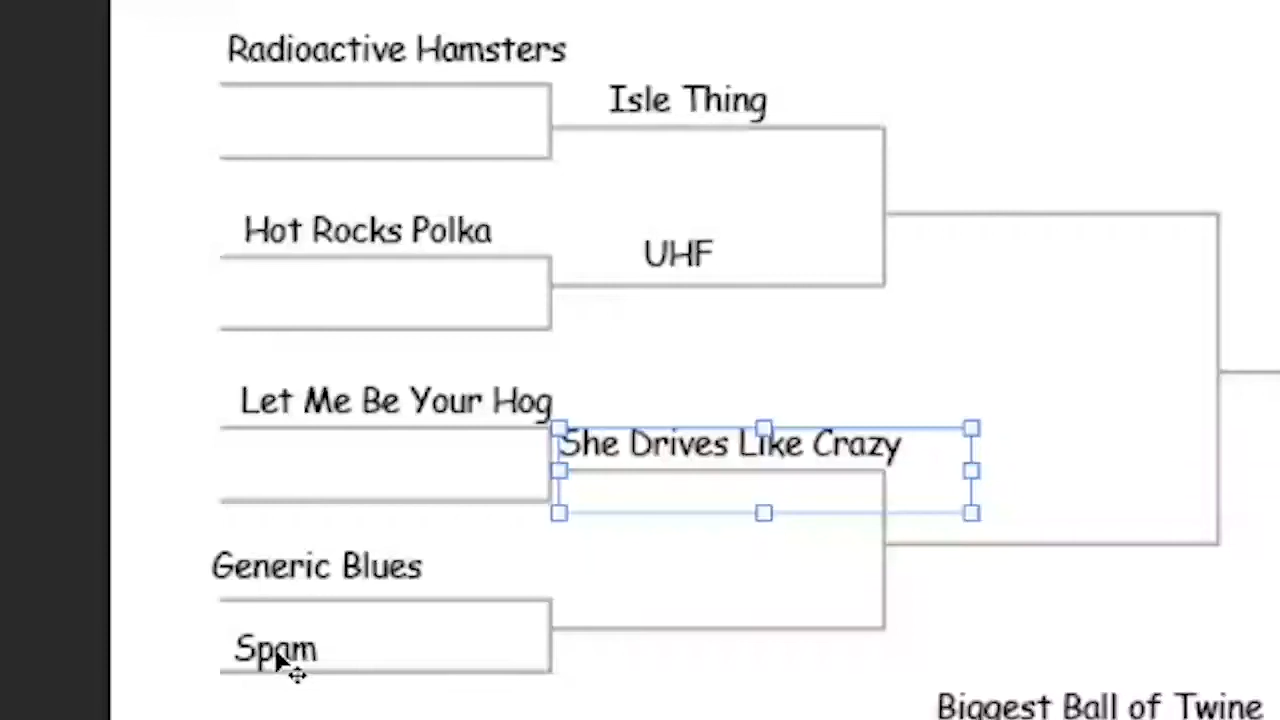 Radioactive Hamsters
Isle Thing
Hot Rocks Polka
UHF
Let Me Be Your Hog
She Drives Like Crazy
Generic Blues
Spam
Biggest Ball of Twine